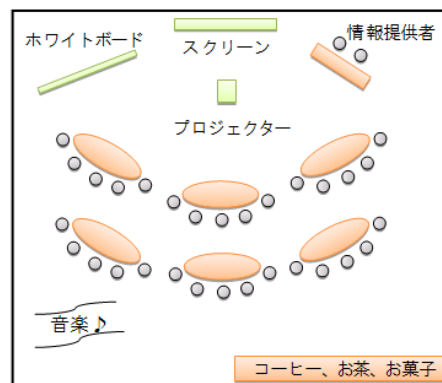 ホワイトボード
スクリーン
情報提供者
プロジェクター
音楽♪
コーヒー、お茶、お菓子